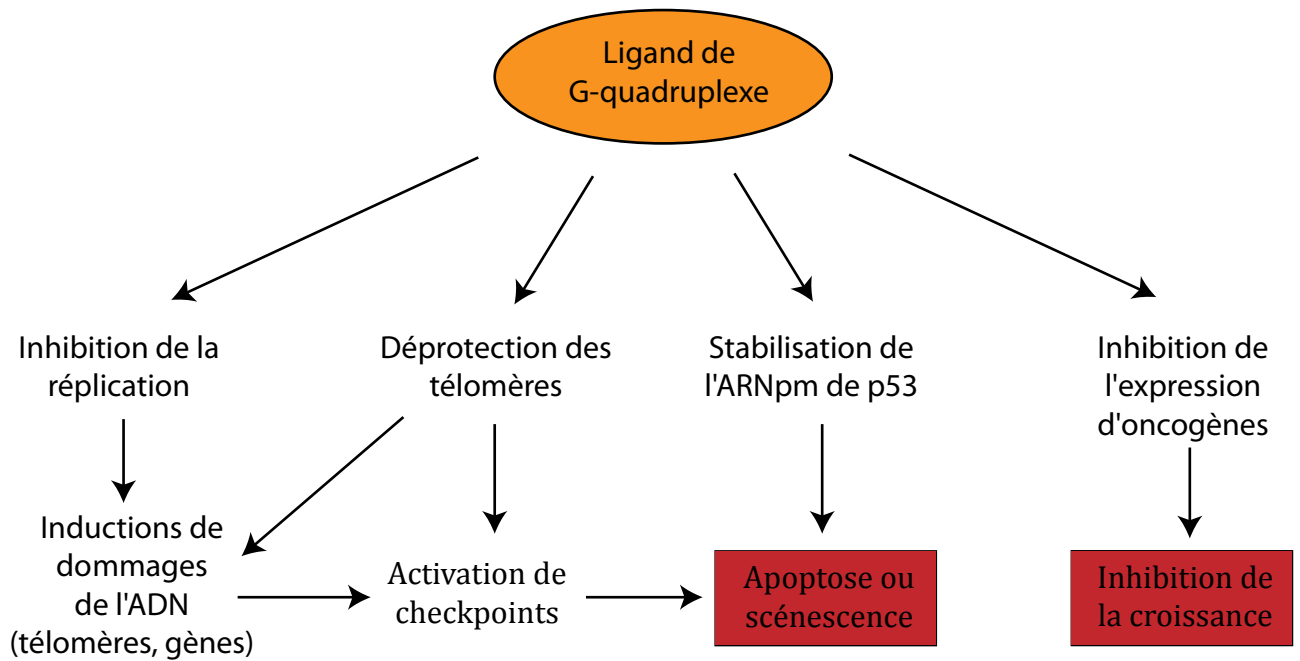 Ligand de
G-quadruplexe
Inhibition de la
réplication
Déprotection des
télomères
Stabilisation de
l'ARNpm de p53
Inhibition de
l'expression
d'oncogènes
Inductions de
dommages
de l'ADN
(télomères, gènes)
Activation de
checkpoints
Apoptose ou
scénescence
Inhibition de
la croissance